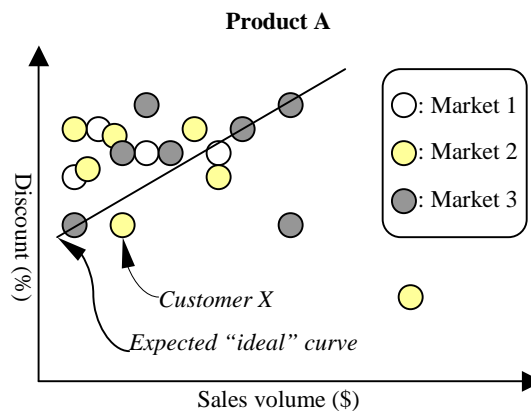 Product A
: Market 1
: Market 2
: Market 3
Discount (%)
Customer X
Expected “ideal” curve
Sales volume ($)